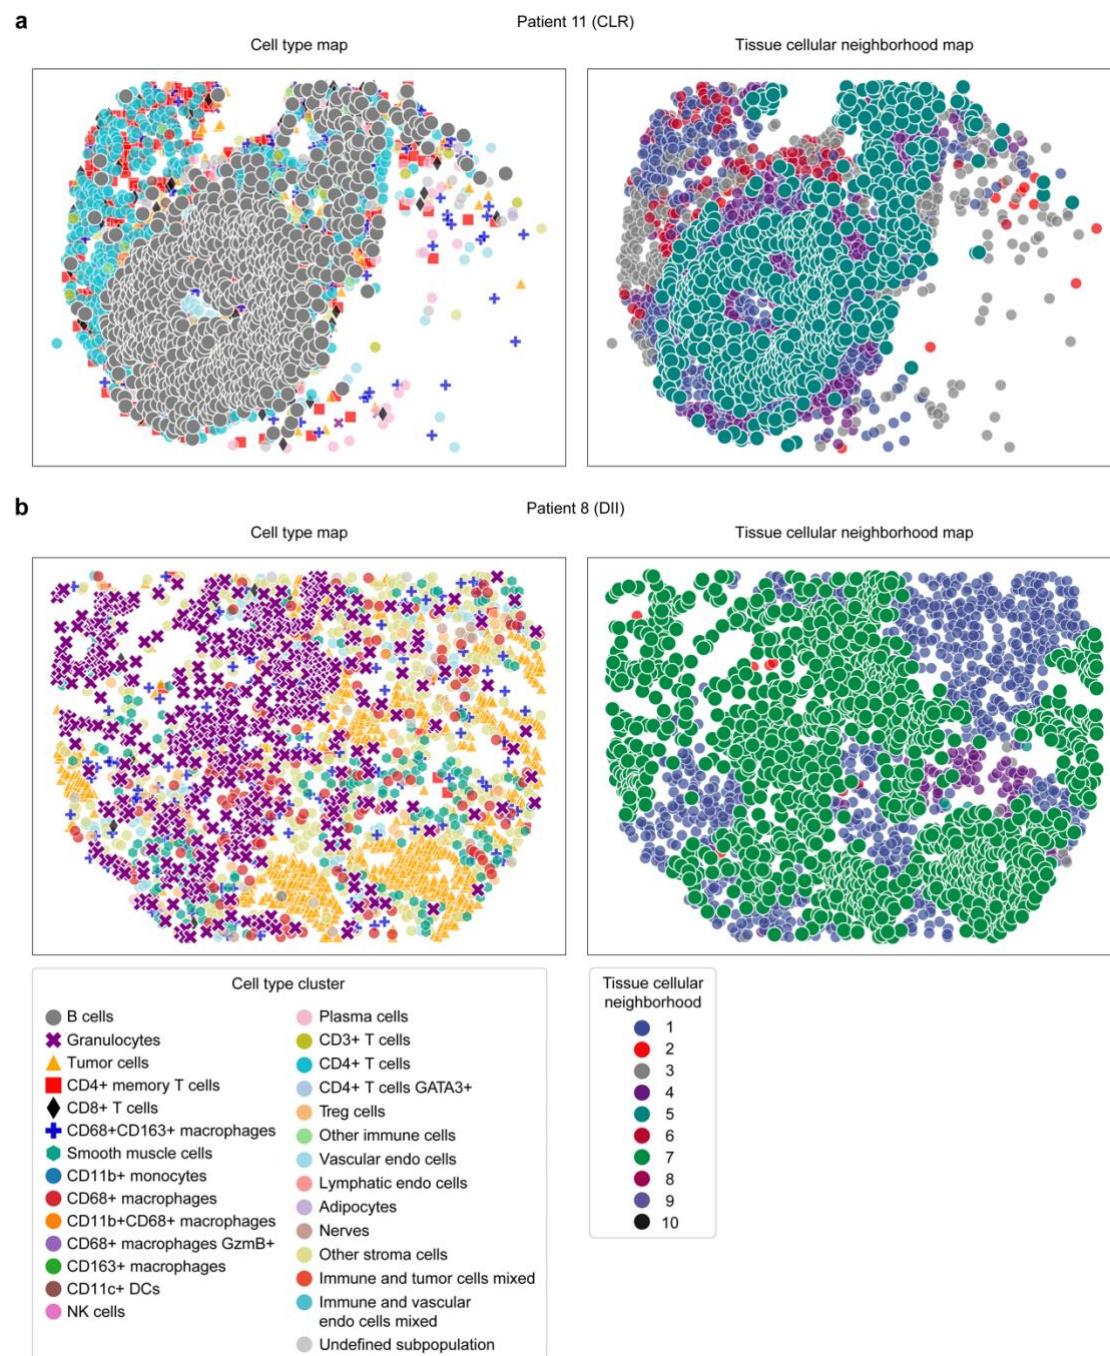 a
Patient 11 (CLR)
Cell type map
Tissue cellular neighborhood map
b
Patient 8 (DII)
Cell type map
Tissue cellular neighborhood map
Cell type cluster
B cells
Granulocytes
Tumor cells
CD4+ memory T cells
CD8+ T cells
CD68+CD163+ macrophages
Smooth muscle cells
CD11b+ monocytes
CD68+ macrophages
CD11b+CD68+ macrophages
CD68+ macrophages GzmB+
CD163+ macrophages
CD11c+ DCs
NK cells
Plasma cells
CD3+ T cells
CD4+ T cells
CD4+ T cells GATA3+
Treg cells
Other immune cells
Vascular endo cells
Lymphatic endo cells
Adipocytes
Nerves
Other stroma cells
Immune and tumor cells mixed
Immune and vascular
endo cells mixed
Undefined subpopulation
Tissue cellular
neighborhood
1
2
3
4
5
6
7
8
9
10